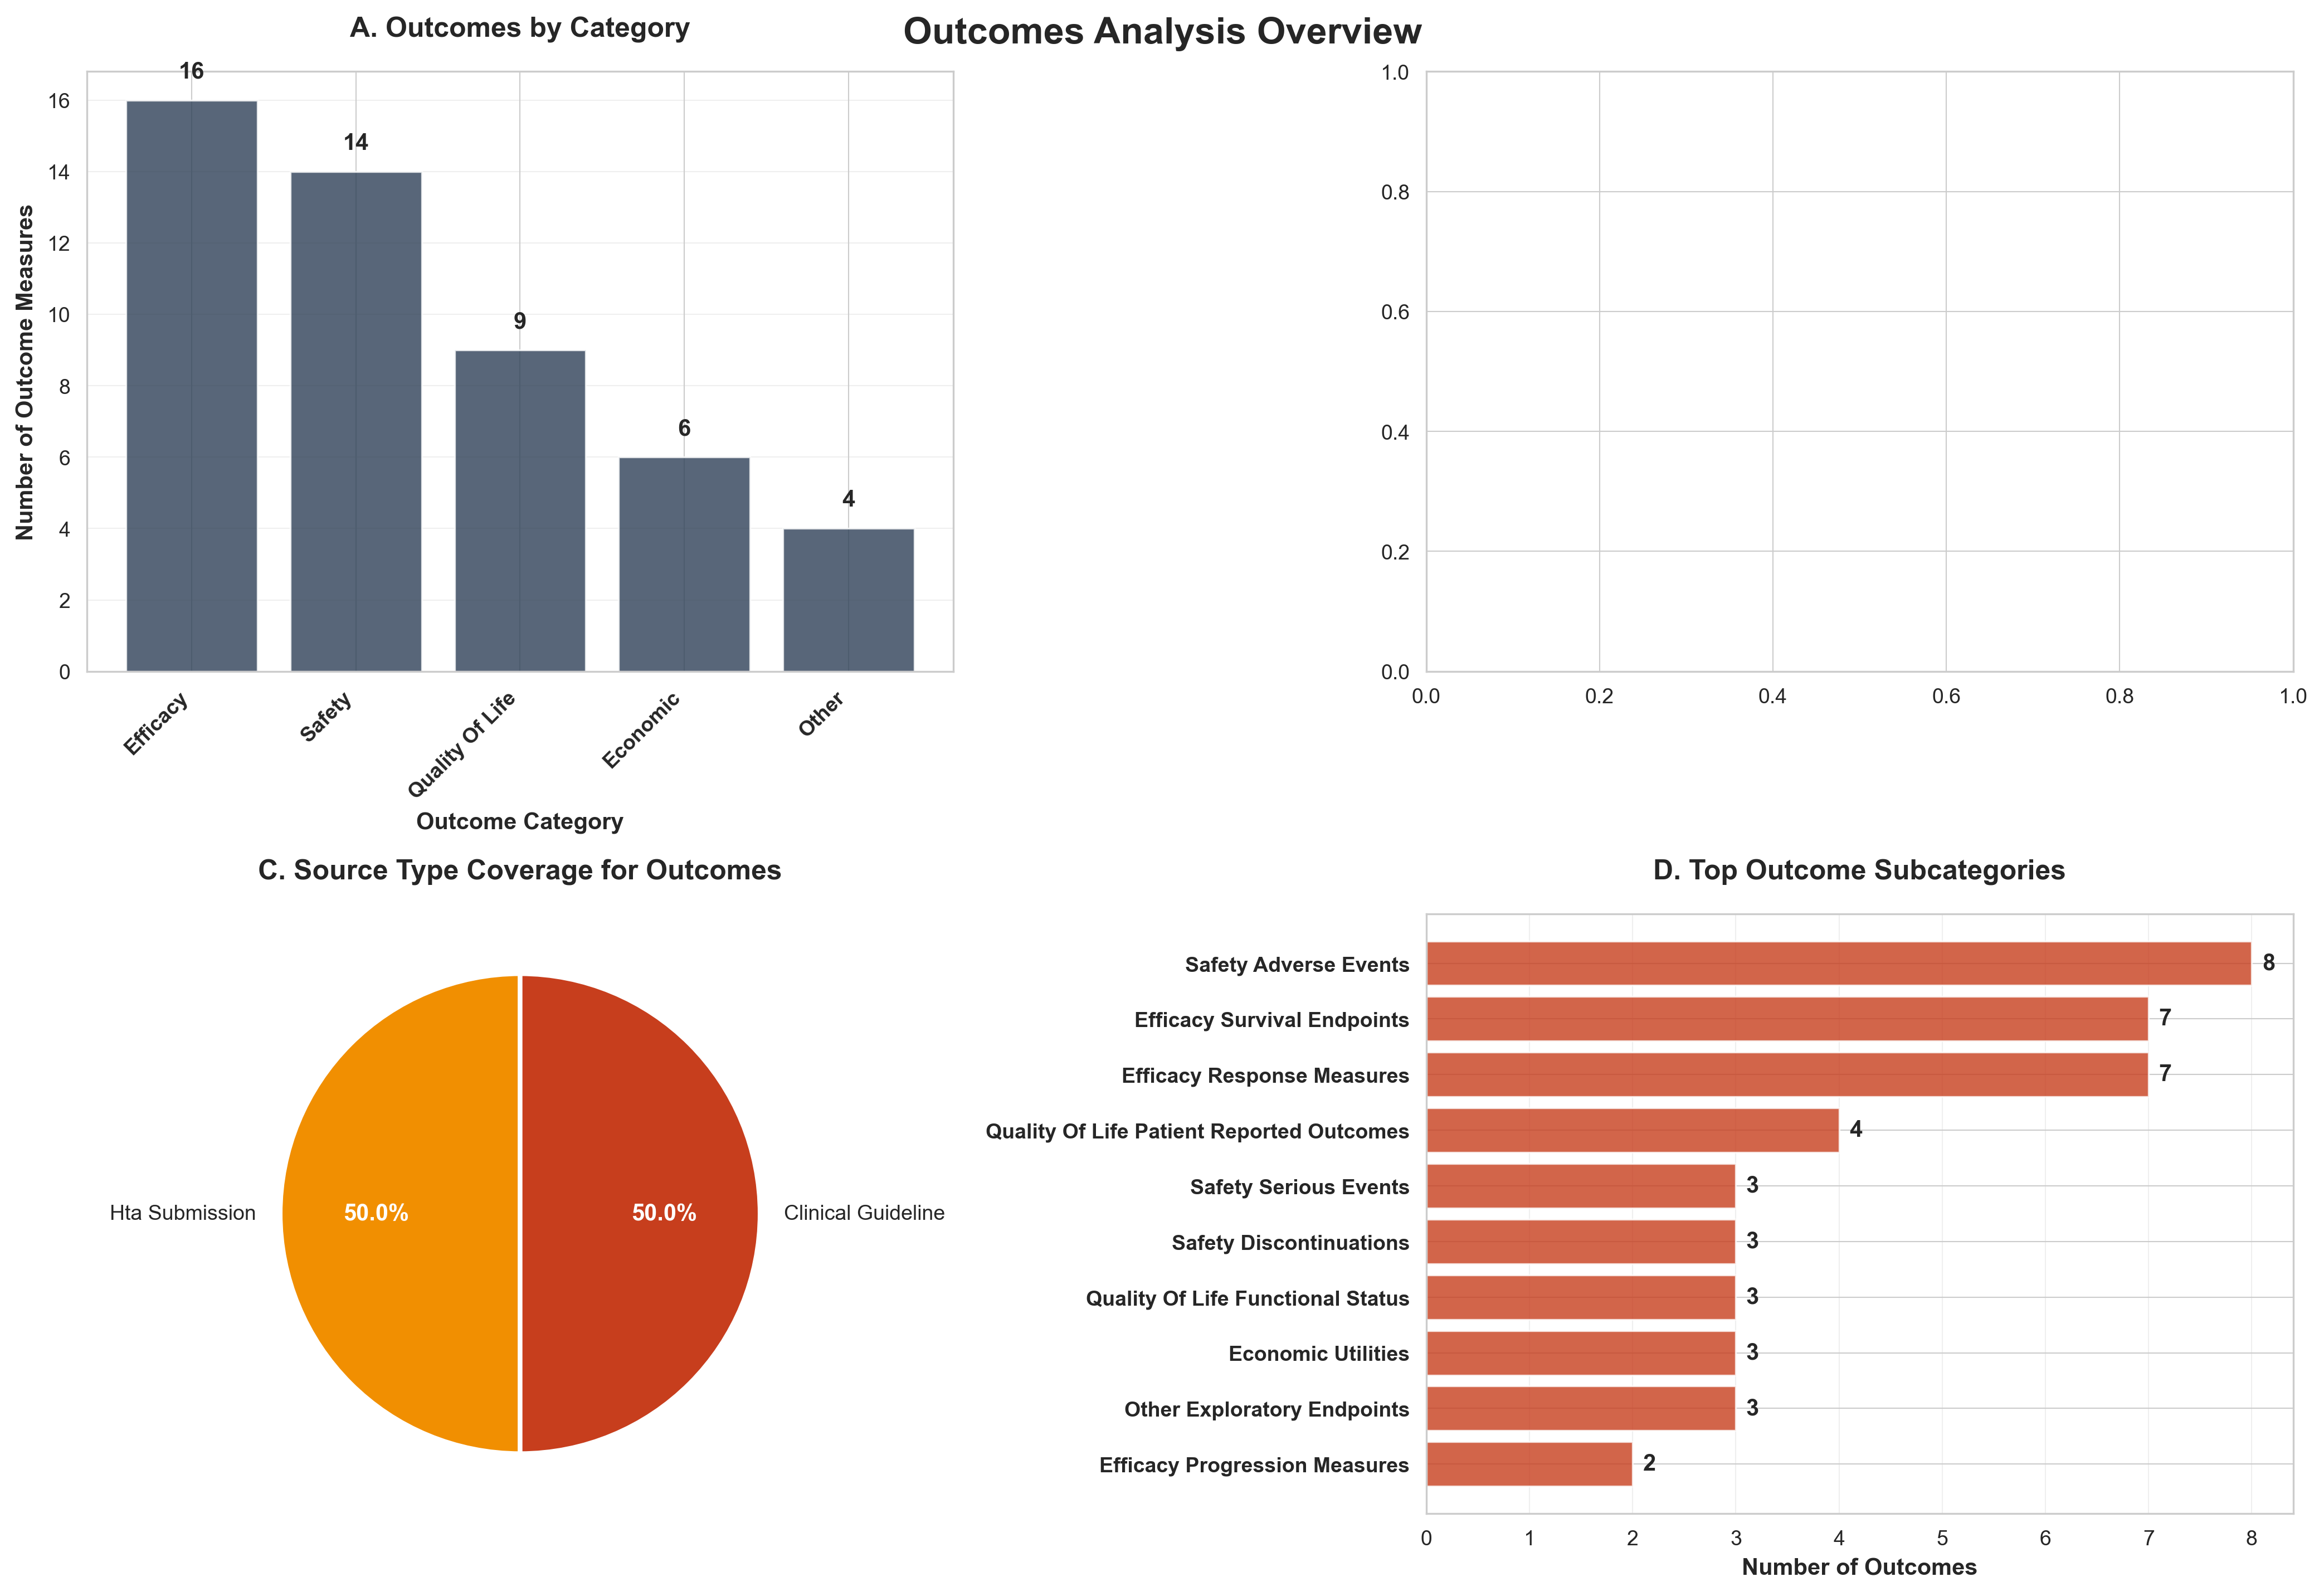 Outcomes Analysis Overview
A. Outcomes by Category
Number of Outcome Measures
16
14
12
10
8
6
4
2
0
16
14
9
6
4
Efficacy
Safety
Quality Of Life
Economic
Other
Outcome Category
1.0
0.8
0.6
0.4
0.2
0.0
0.0 0.2 0.4 0.6 0.8 1.0
C. Source Type Coverage for Outcomes
Hta Submission
50.0%
50.0%
Clinical Guideline
D. Top Outcome Subcategories
Safety Adverse Events 8
Efficacy Survival Endpoints 7
Efficacy Response Measures 7
Quality Of Life Patient Reported Outcomes 4
Safety Serious Events 3
Safety Discontinuations 3
Quality Of Life Functional Status 3
Economic Utilities 3
Other Exploratory Endpoints 3
Efficacy Progression Measures 2
0 1 2 3 4 5 6 7 8
Number of Outcomes